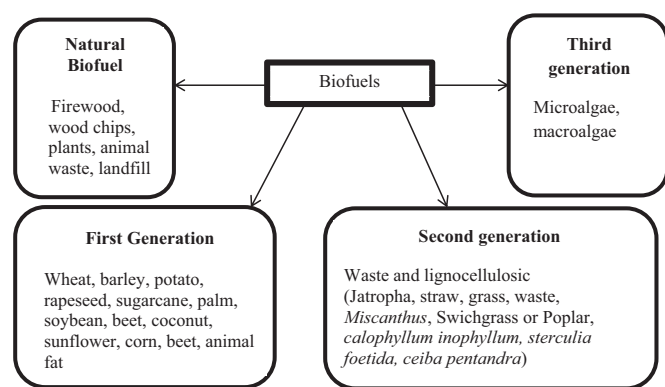 Biofuels
Natural
Biofuel
Firewood,
wood chips,
plants, animal
waste, landfill
Third
generation
Microalgae,
macroalgae
First Generation
Wheat, barley, potato,
rapeseed, sugarcane, palm,
soybean, beet, coconut,
sunflower, corn, beet, animal
fat
Second generation
Waste and lignocellulosic
(Jatropha, straw, grass, waste,
Miscanthus, Swichgrass or Poplar,
calophyllum inophyllum, sterculia
foetida, ceiba pentandra)